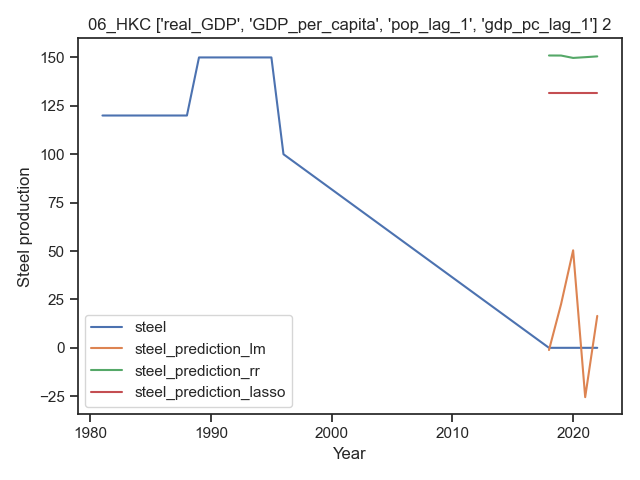 06_HKC ['real_GDP', 'GDP_per_capita', 'pop_lag_1', 'gdp_pc_lag_1'] 2
150
125
100
75
50
25
0
−25
Steel production
steel
steel_prediction_lm
steel_prediction_rr
steel_prediction_lasso
1980
1990
2000
2010
2020
Year